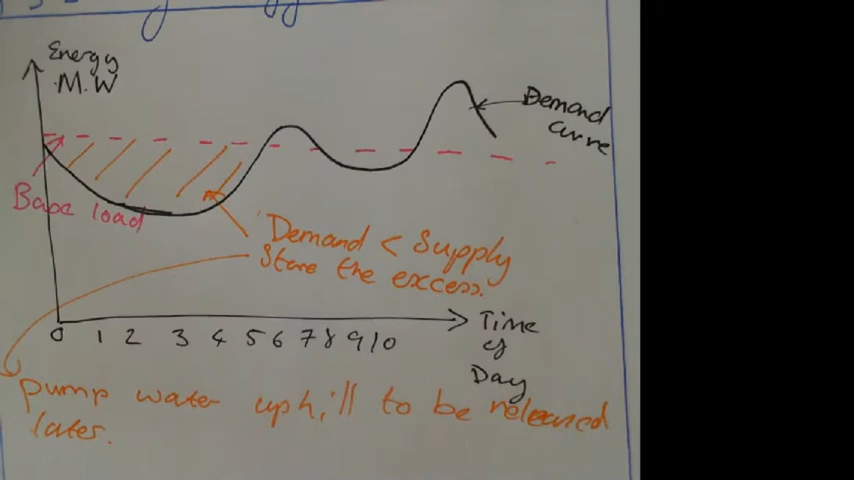 Energy
M.W
Demand
curve
Base load
Demand < Supply
Store the excess.
0 1 2 3 4 5 6 7 8 9 10
Time
of
Day
pump water uphill to be released
later.